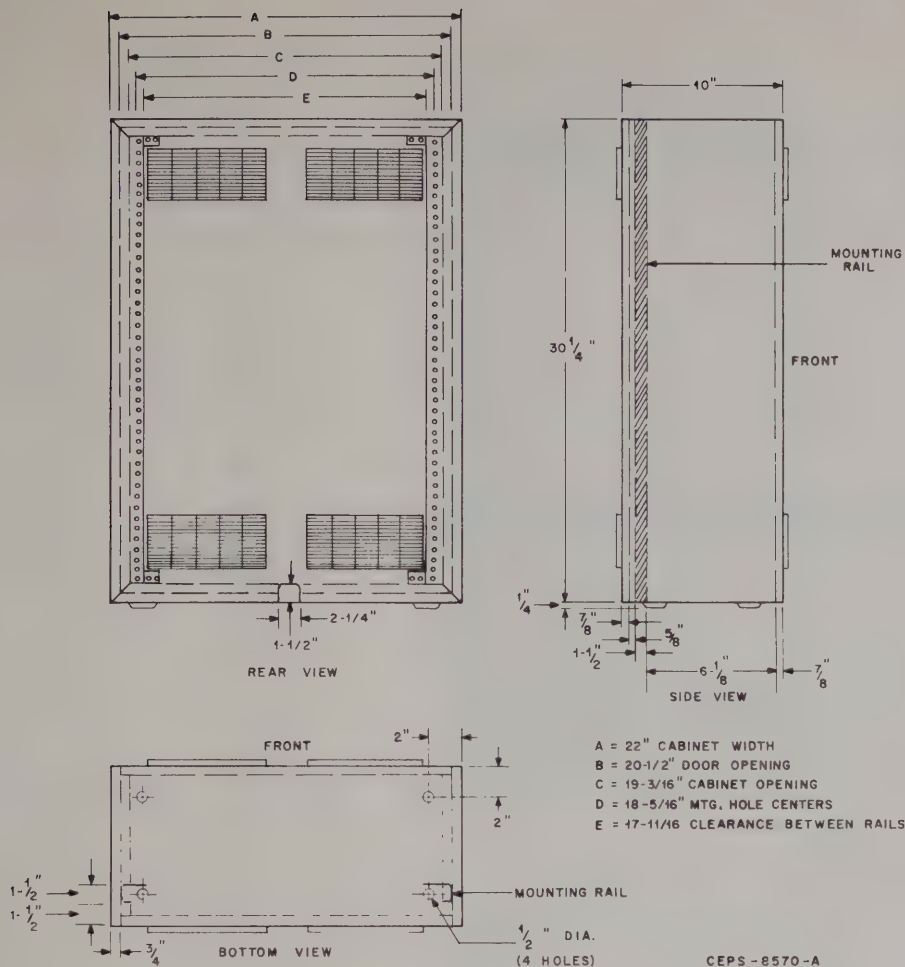 A
B
C
D
E
10"
MOUNTING
RAIL
30 1/4"
FRONT
2-1/4"
1-1/2"
REAR VIEW
1/4"
7/8"
5/8"
1-1/2"
6-1/8"
7/8"
SIDE VIEW
FRONT
2"
2"
A = 22" CABINET WIDTH
B = 20-1/2" DOOR OPENING
C = 19-3/16" CABINET OPENING
D = 18-5/16" MTG. HOLE CENTERS
E = 17-11/16 CLEARANCE BETWEEN RAILS
1-1/2"
1-1/2"
MOUNTING RAIL
3/4"
BOTTOM VIEW
1/2" DIA.
(4 HOLES)
CEPS-8570-A